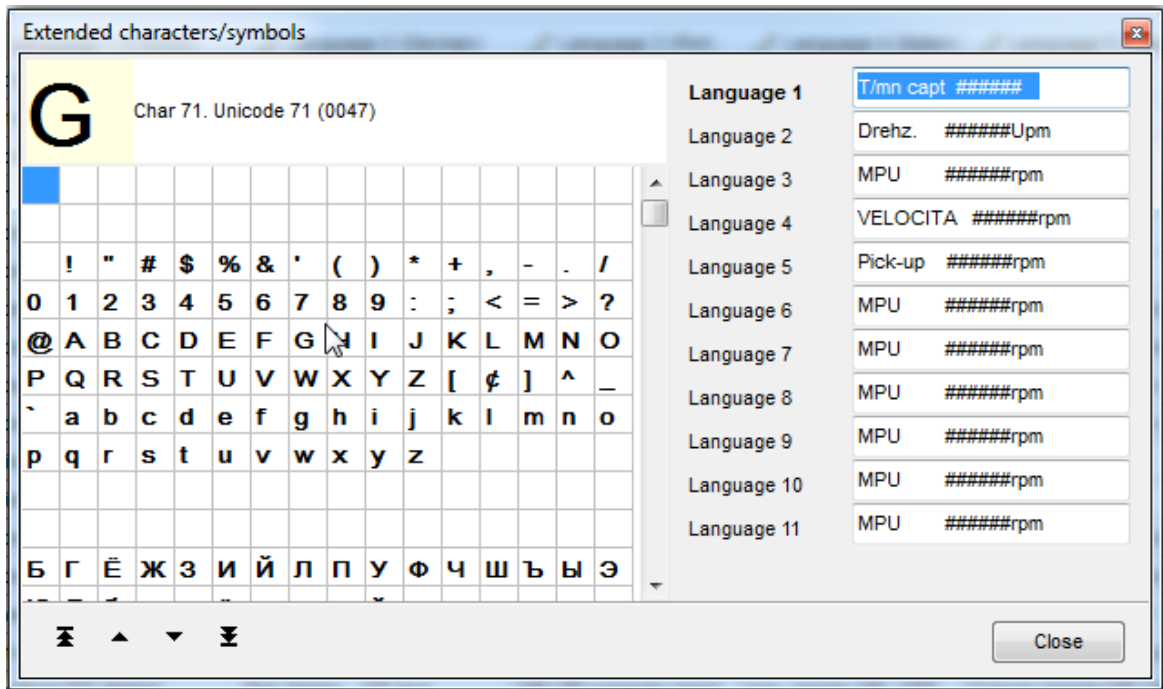 Extended characters/symbols
G
Char 71. Unicode 71 (0047)
! " # $ % & ' ( ) * + , - . /
0 1 2 3 4 5 6 7 8 9 : ; < = > ?
@ A B C D E F G H I J K L M N O
P Q R S T U V W X Y Z [ ¢ ] ^ _
` a b c d e f g h i j k l m n o
p q r s t u v w x y z
Б Г Ё Ж З И Й Л П У Ф Ч Ш Ъ Ы Э
Language 1 T/mn capt ######
Language 2 Drehz. ######Upm
Language 3 MPU ######rpm
Language 4 VELOCITA ######rpm
Language 5 Pick-up ######rpm
Language 6 MPU ######rpm
Language 7 MPU ######rpm
Language 8 MPU ######rpm
Language 9 MPU ######rpm
Language 10 MPU ######rpm
Language 11 MPU ######rpm
Close